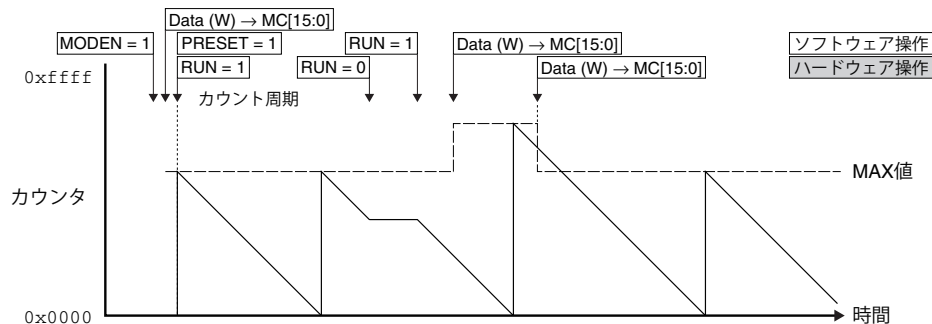 Data (W) → MC[15:0]
MODEN = 1
PRESET = 1
RUN = 1
RUN = 1
RUN = 0
Data (W) → MC[15:0]
Data (W) → MC[15:0]
ソフトウェア操作
ハードウェア操作
0xffff
カウント周期
カウンタ
MAX値
0x0000
時間